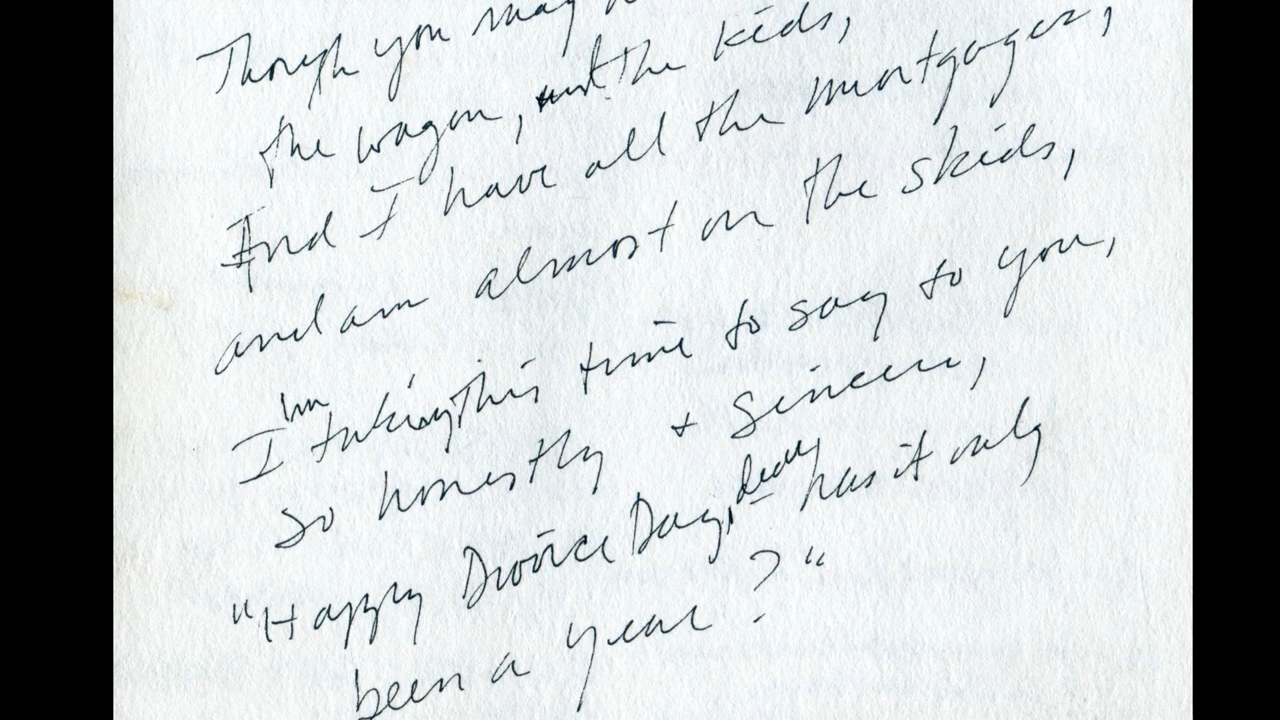 Though you may
the wagon, and the kids,
And I have all the mortgages,
and am almost on the skids,
I'm taking this time to say to you,
So honestly + sincere,
"Happy Divorce Day, dear, has it only
been a year?"